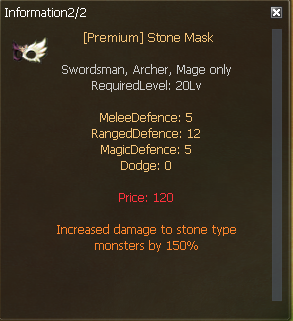 Information2/2
[Premium] Stone Mask
Swordsman, Archer, Mage only
RequiredLevel: 20Lv
MeleeDefence: 5
RangedDefence: 12
MagicDefence: 5
Dodge: 0
Price: 120
Increased damage to stone type
monsters by 150%